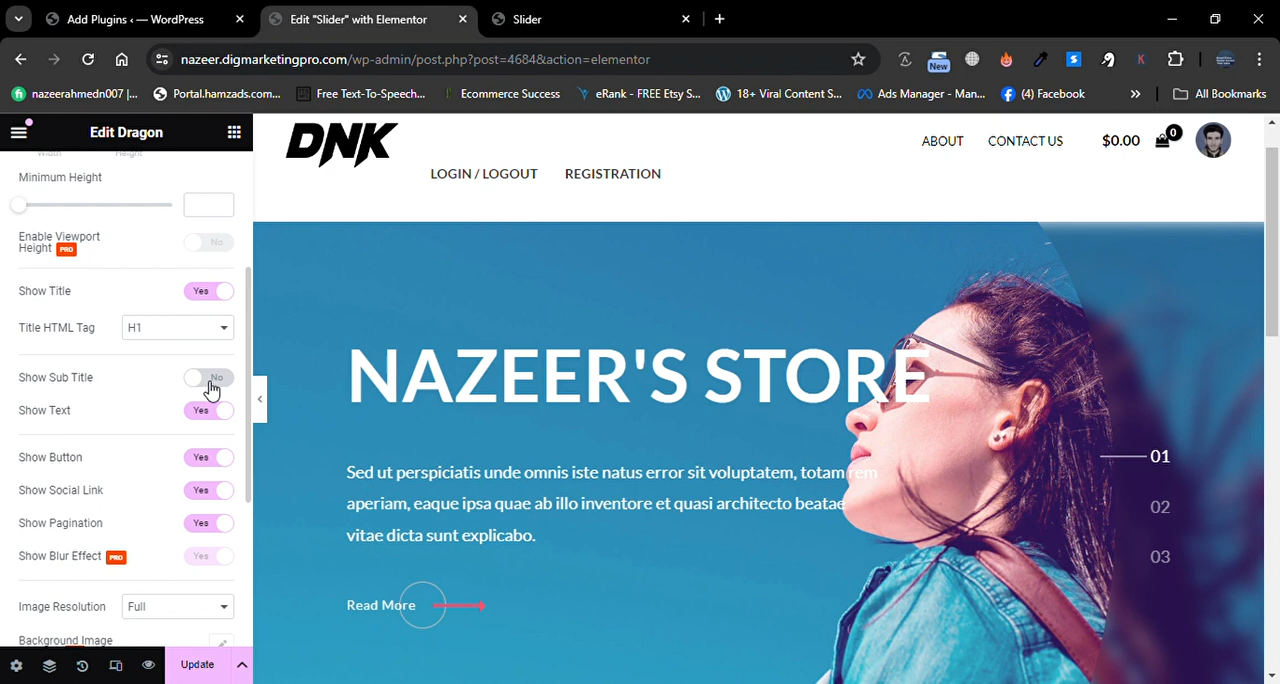 Add Plugins ‹ — WordPress
Edit "Slider" with Elementor
Slider
nazeer.digmarketingpro.com/wp-admin/post.php?post=4684&action=elementor
New
nazeerahmedn007 |...
Portal.hamzads.com...
Free Text-To-Speech...
Ecommerce Success
eRank - FREE Etsy S...
18+ Viral Content S...
Ads Manager - Man...
(4) Facebook
All Bookmarks
Edit Dragon
Width
Height
Minimum Height
Enable Viewport
Height PRO
No
Show Title
Yes
Title HTML Tag
H1
Show Sub Title
No
Show Text
Yes
Show Button
Yes
Show Social Link
Yes
Show Pagination
Yes
Show Blur Effect PRO
Yes
Image Resolution
Full
Background Image
Update
DNK
ABOUT
CONTACT US
$0.00
0
LOGIN / LOGOUT
REGISTRATION
NAZEER'S STORE
Sed ut perspiciatis unde omnis iste natus error sit voluptatem, totam rem
aperiam, eaque ipsa quae ab illo inventore et quasi architecto beatae
vitae dicta sunt explicabo.
Read More
01
02
03